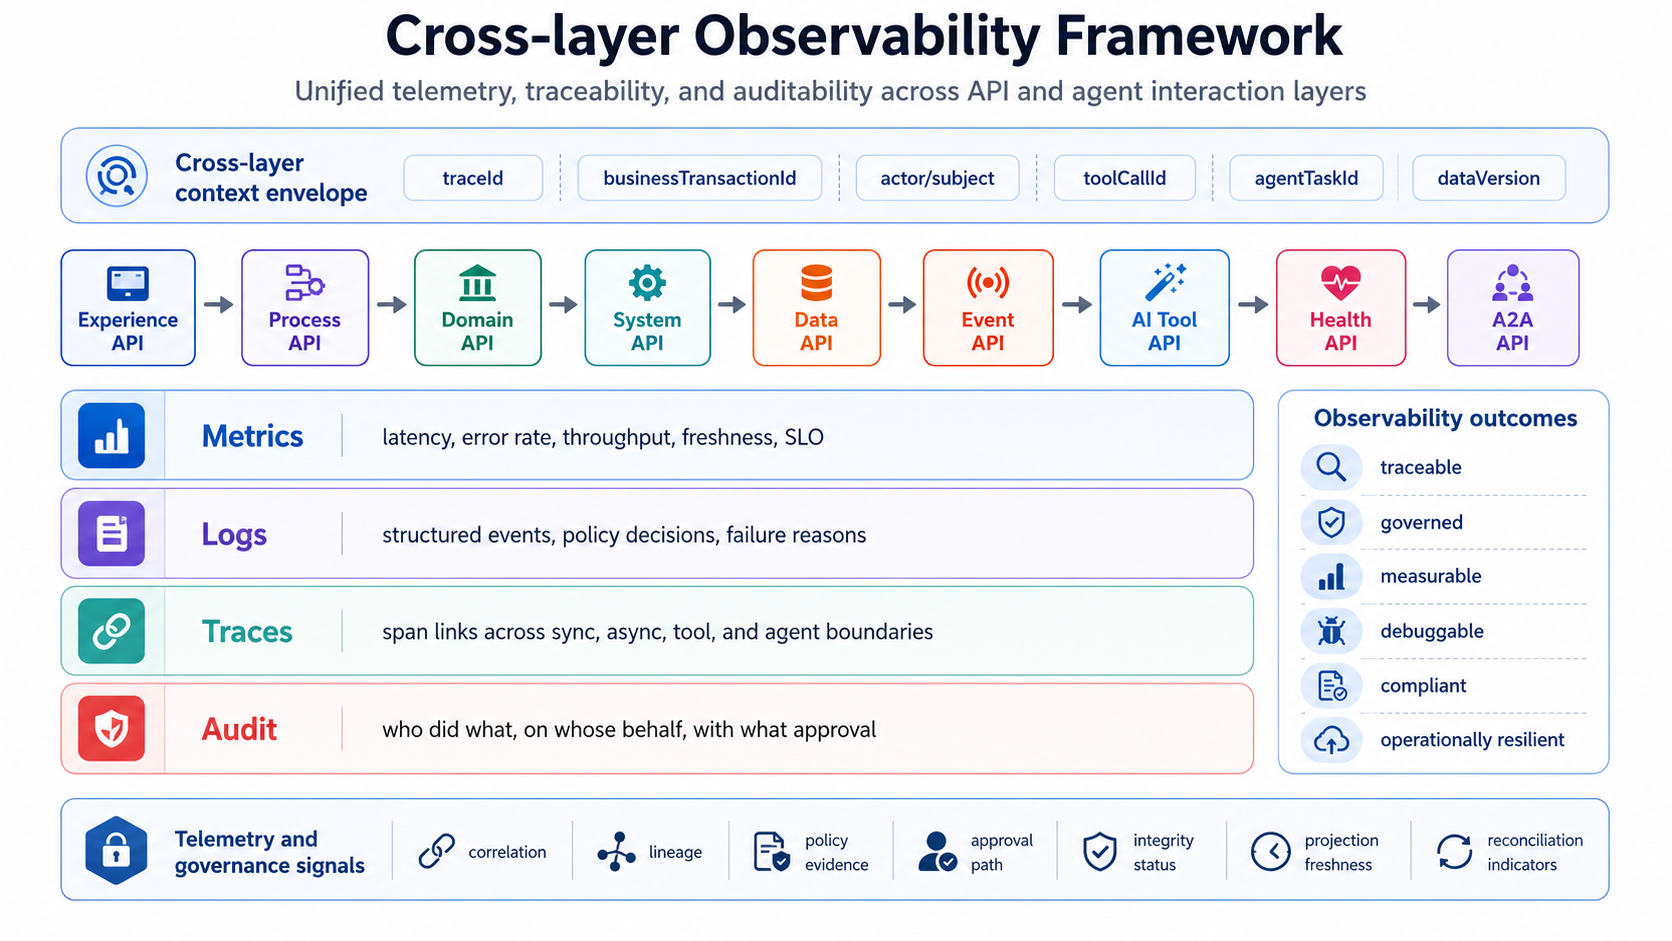 Cross-layer Observability Framework
Unified telemetry, traceability, and auditability across API and agent interaction layers
Cross-layer
context envelope
traceId
businessTransactionId
actor/subject
toolCallId
agentTaskId
dataVersion
Experience
API
Process
API
Domain
API
System
API
Data
API
Event
API
AI Tool
API
Health
API
A2A
API
Metrics
latency, error rate, throughput, freshness, SLO
Logs
structured events, policy decisions, failure reasons
Traces
span links across sync, async, tool, and agent boundaries
Audit
who did what, on whose behalf, with what approval
Observability outcomes
traceable
governed
measurable
debuggable
compliant
operationally resilient
Telemetry and
governance signals
correlation
lineage
policy
evidence
approval
path
integrity
status
projection
freshness
reconciliation
indicators